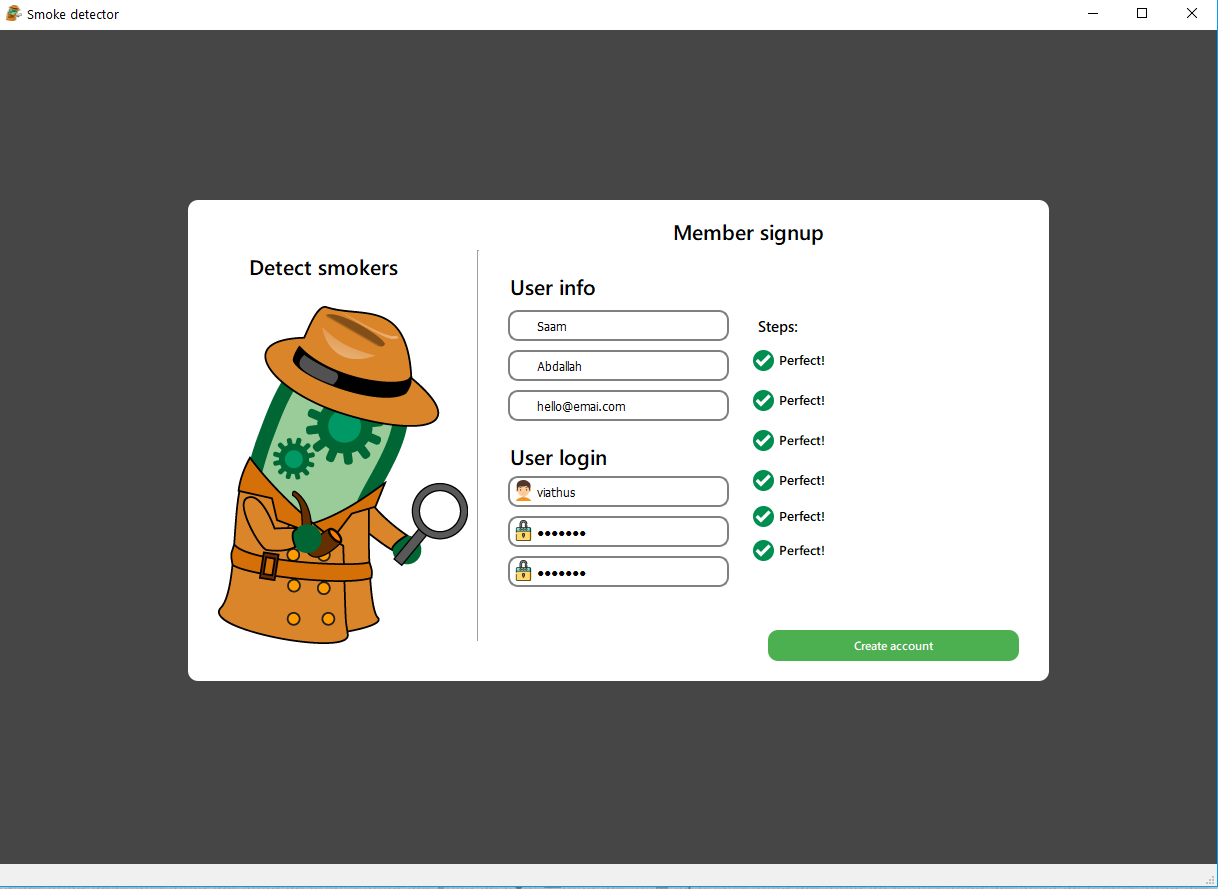 Smoke detector
Detect smokers
Member signup
User info
Saam
Abdallah
hello@emai.com
User login
viathus
•••••••
•••••••
Steps:
Perfect!
Perfect!
Perfect!
Perfect!
Perfect!
Perfect!
Create account